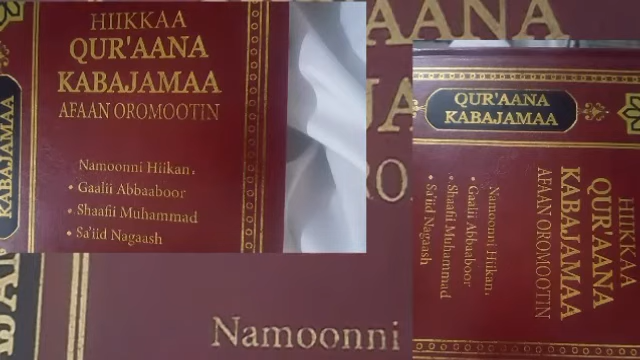 HIIKKAA
QUR'AANA
KABAJAMAA
AFAAN OROMOOTIN
Namoonni Hiikan:
• Gaalii Abbaaboor
• Shaafii Muhammad
• Sa'iid Nagaash
KABAJAMAA
AANA
QUR'AANA
KABAJAMAA
HIIKKAA
QUR'AANA
KABAJAMAA
AFAAN OROMOOTIN
Namoonni Hiikan:
• Gaalii Abbaaboor
• Shaafii Muhammad
• Sa'iid Nagaash
Namoonni